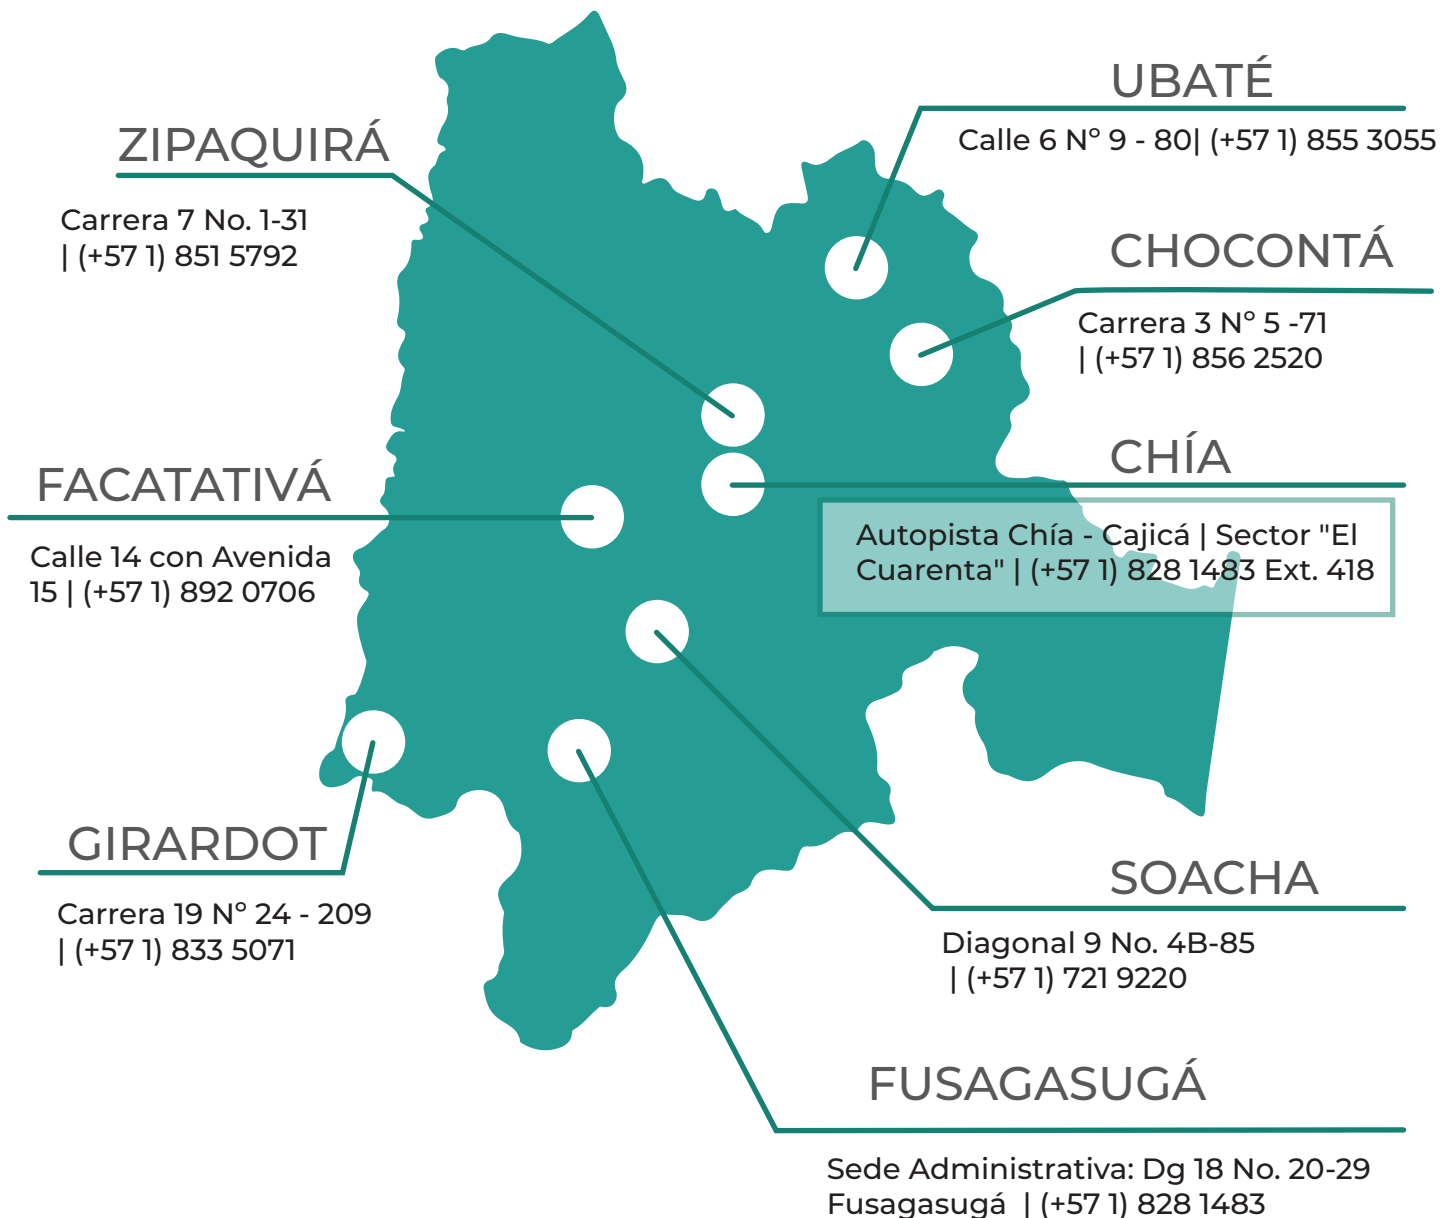 UBATÉ
Calle 6 Nº 9 - 80| (+57 1) 855 3055
ZIPAQUIRÁ
Carrera 7 No. 1-31
| (+57 1) 851 5792
CHOCONTÁ
Carrera 3 Nº 5 -71
| (+57 1) 856 2520
CHÍA
Autopista Chía - Cajicá | Sector "El
Cuarenta" | (+57 1) 828 1483 Ext. 418
FACATATIVÁ
Calle 14 con Avenida
15 | (+57 1) 892 0706
GIRARDOT
Carrera 19 Nº 24 - 209
| (+57 1) 833 5071
SOACHA
Diagonal 9 No. 4B-85
| (+57 1) 721 9220
FUSAGASUGÁ
Sede Administrativa: Dg 18 No. 20-29
Fusagasugá | (+57 1) 828 1483